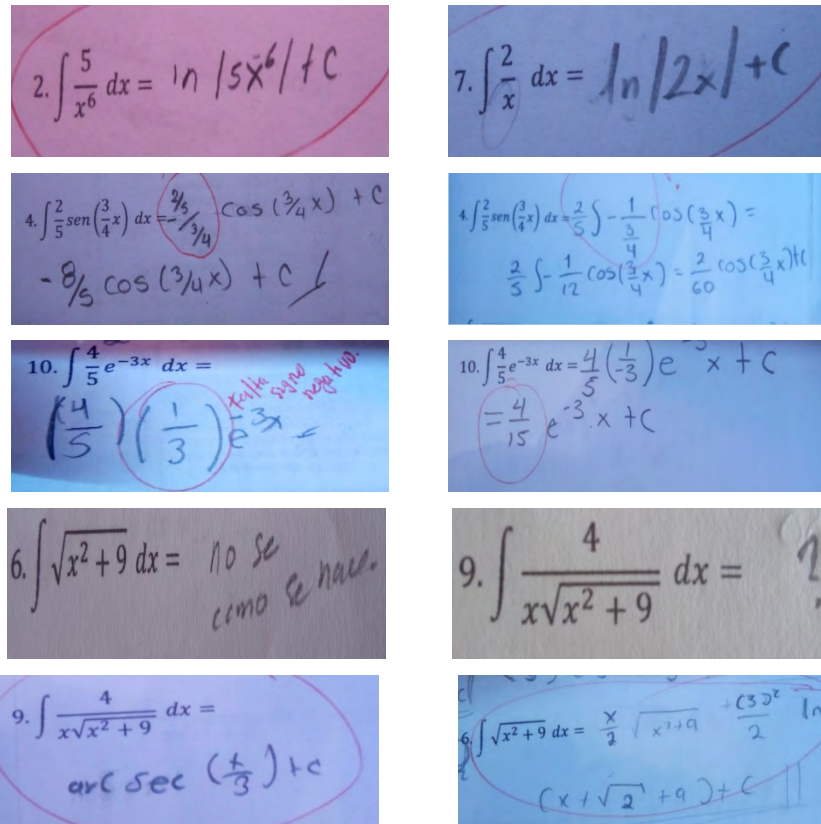 2. ∫ 5/x⁶ dx = ln |5x⁶| + C
7. ∫ 2/x dx = ln |2x| + C
4. ∫ 2/5 sen(3/4 x) dx = - 2/5 / 3/4 cos (3/4 x) + C
- 8/5 cos (3/4 x) + C
4. ∫ 2/5 sen(3/4 x) dx = 2/5 ∫ - 1/(3/4) cos(3/4 x) =
2/5 ∫ - 1/12 cos(3/4 x) = 2/60 cos(3/4 x) + C
10. ∫ 4/5 e⁻³ˣ dx =
falta signo negativo.
(4/5) (1/3) e⁻³ˣ
10. ∫ 4/5 e⁻³ˣ dx = 4/5 (1/-3) e⁻³ x + C
= 4/15 e⁻³ . x + C
6. ∫ √(x² + 9) dx = no se
como se hace.
9. ∫ 4/(x√(x² + 9)) dx = ?
9. ∫ 4/(x√(x² + 9)) dx =
arc sec (x/3) + C
6. ∫ √(x² + 9) dx = x/2 √(x²+9) + (3)²/2 ln
(x + √2 + 9) + C